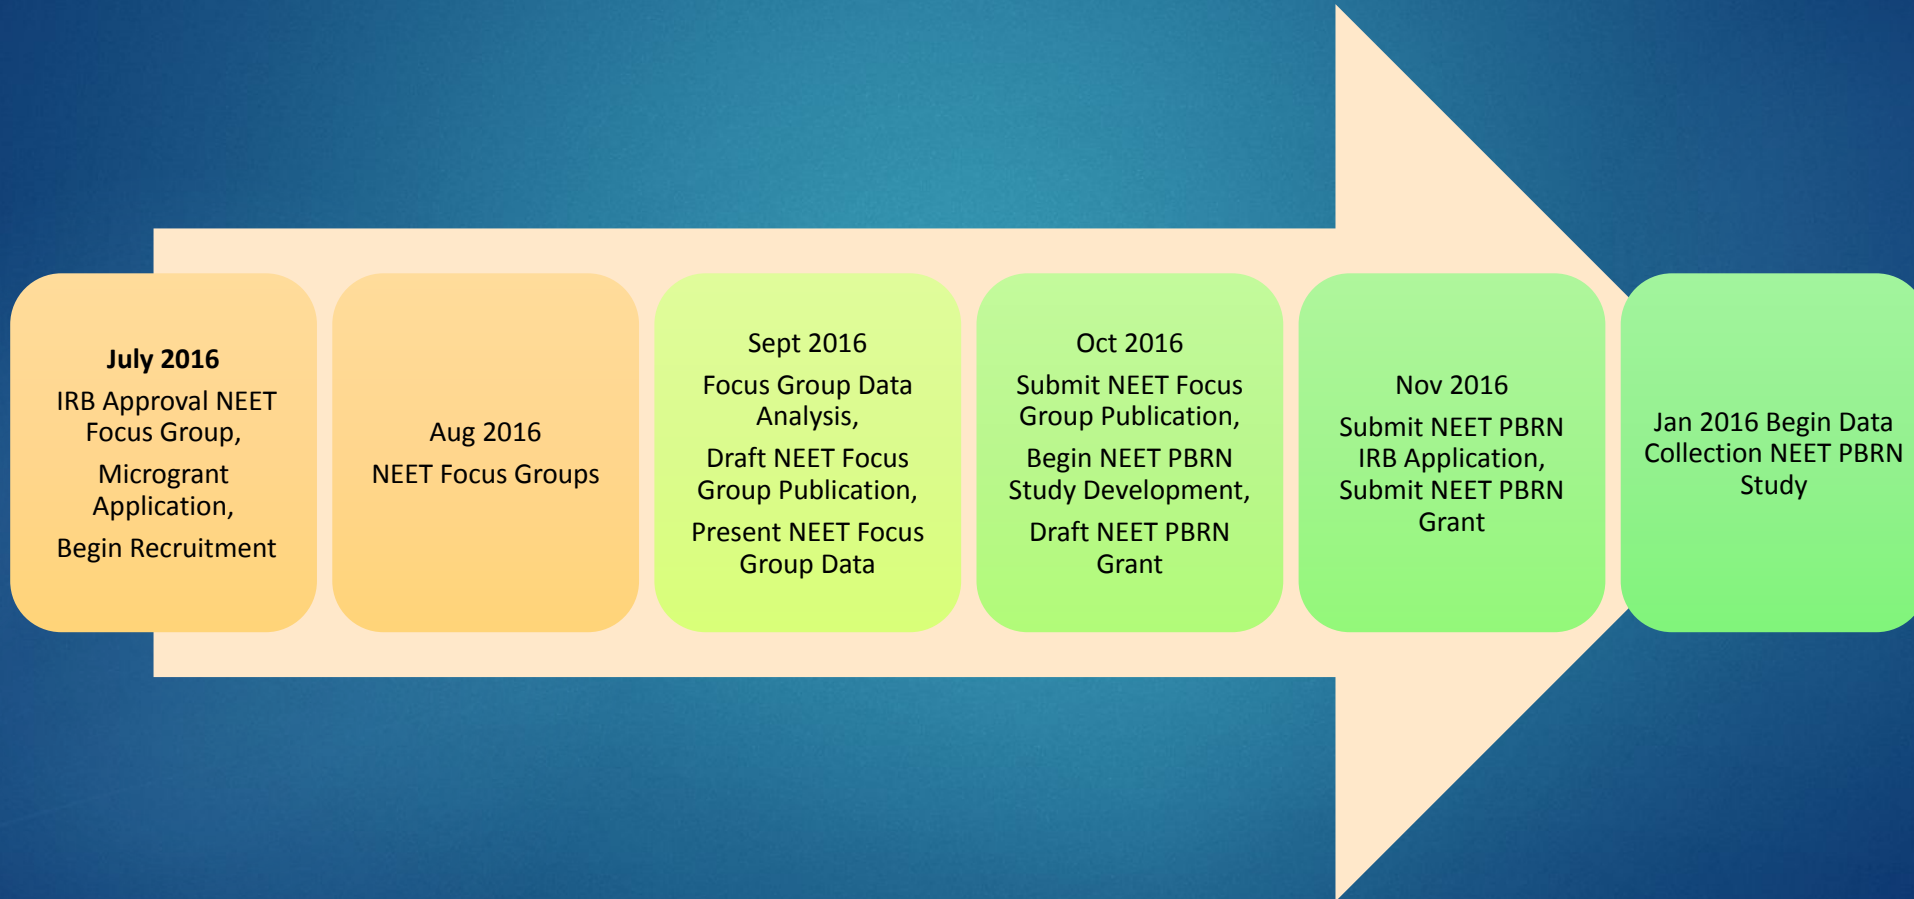 July 2016
IRB Approval NEET
Focus Group,
Microgrant
Application,
Begin Recruitment
Aug 2016
NEET Focus Groups
Sept 2016
Focus Group Data
Analysis,
Draft NEET Focus
Group Publication,
Present NEET Focus
Group Data
Oct 2016
Submit NEET Focus
Group Publication,
Begin NEET PBRN
Study Development,
Draft NEET PBRN
Grant
Nov 2016
Submit NEET PBRN
IRB Application,
Submit NEET PBRN
Grant
Jan 2016 Begin Data
Collection NEET PBRN
Study